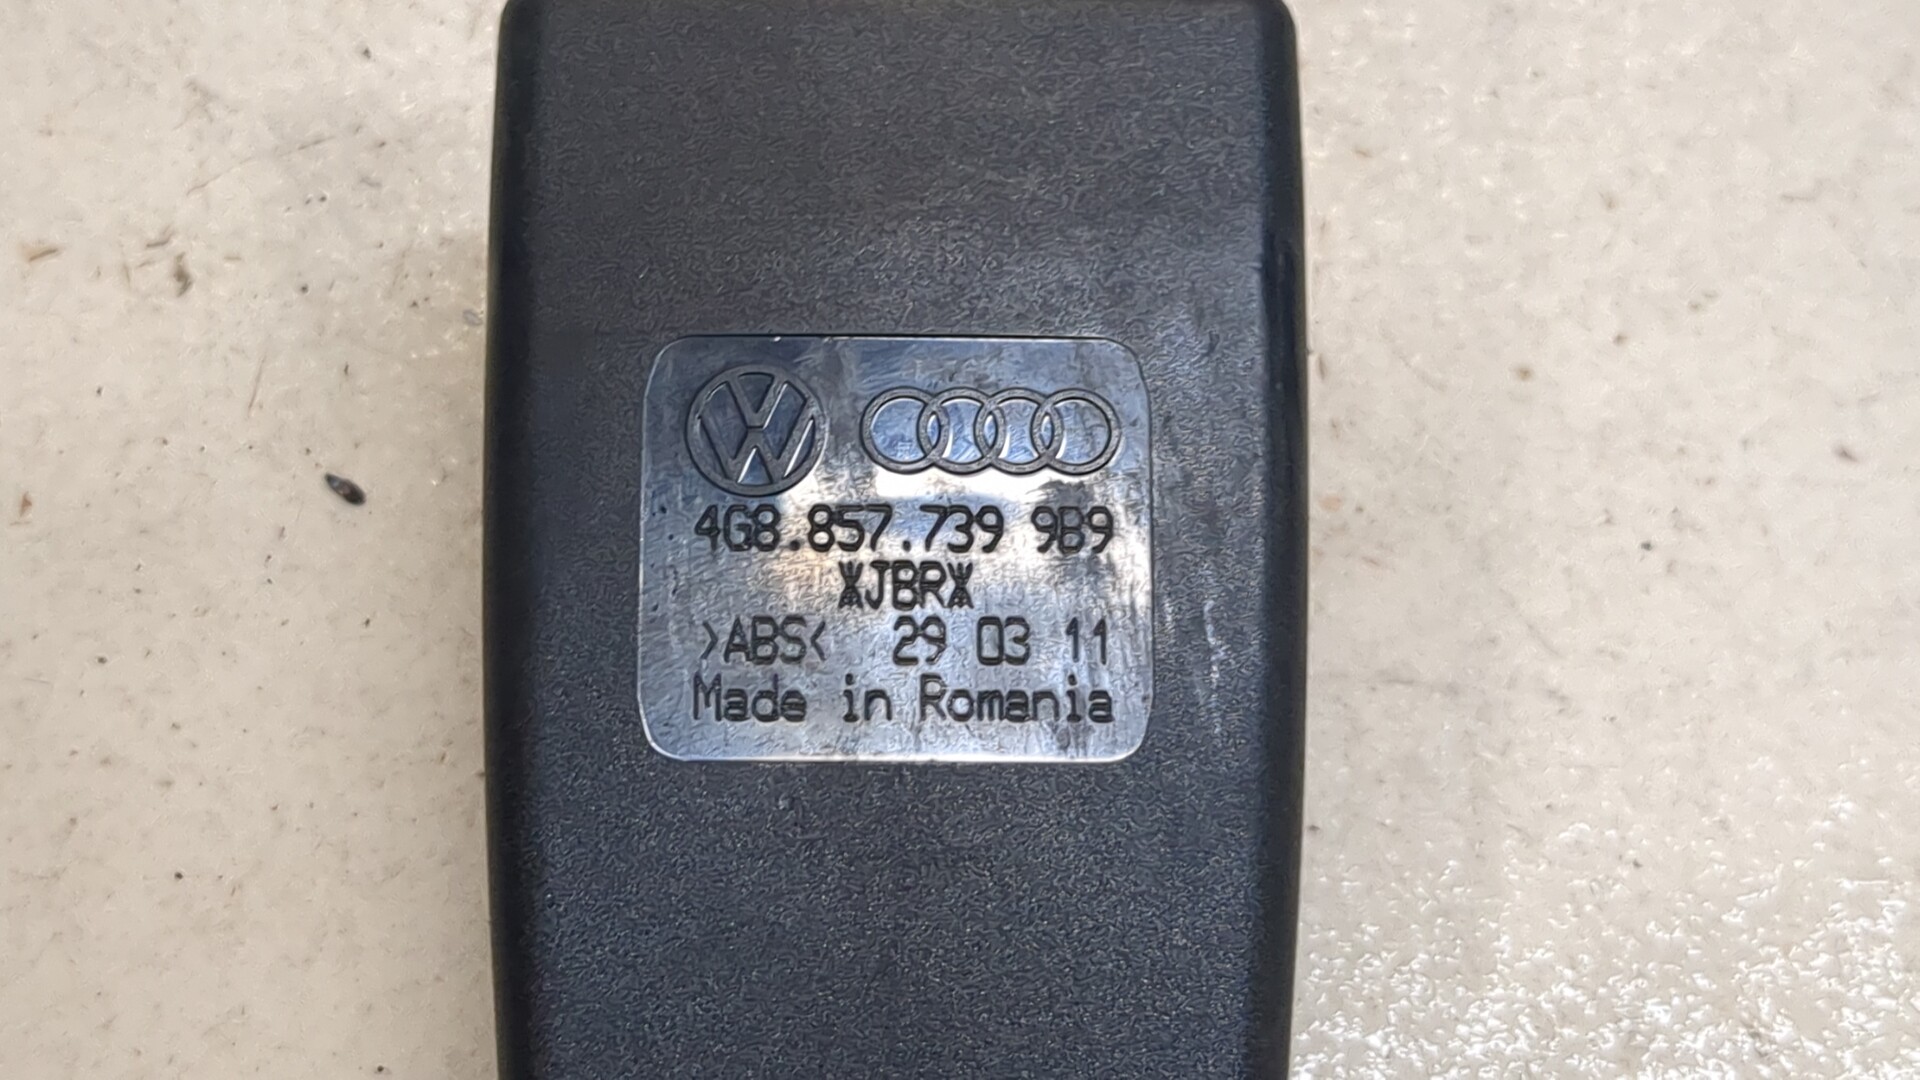 4G8.857.739 9B9
*JBR*
>ABS< 29 03 11
Made in Romania